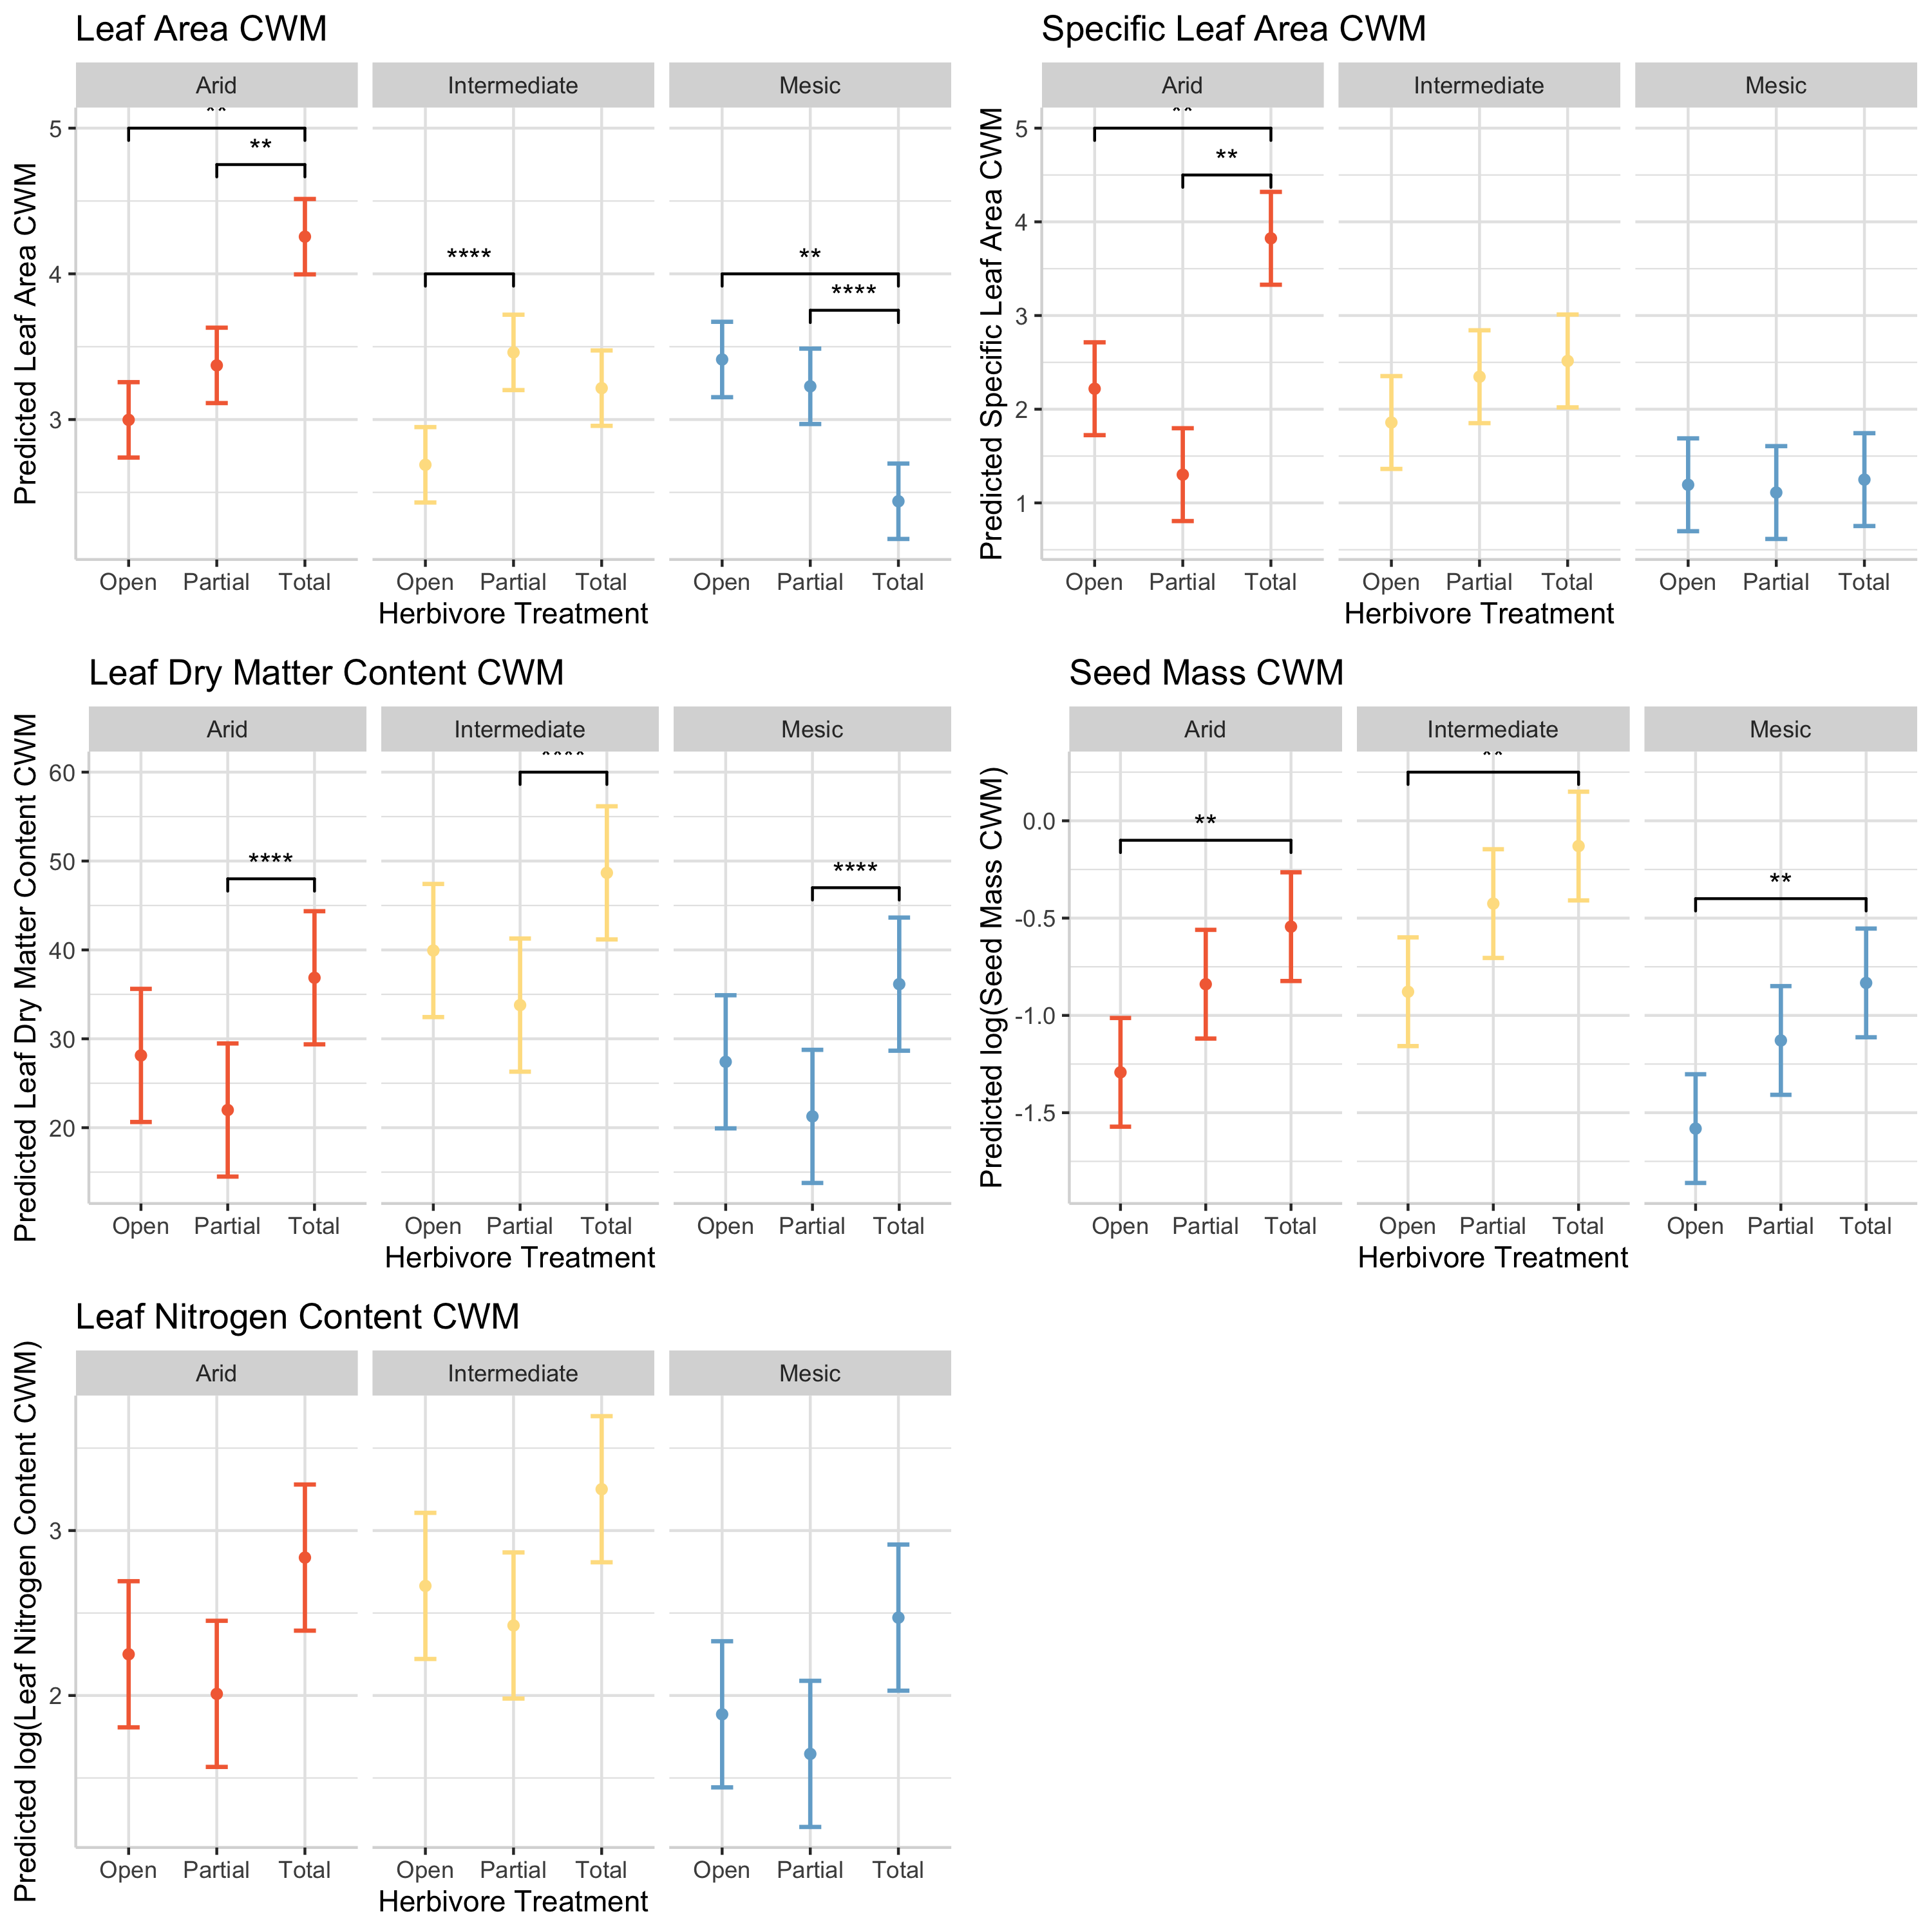 Leaf Area CWM
Arid Intermediate Mesic
Predicted Leaf Area CWM
5
4
3
**
**
****
**
****
Open Partial Total Open Partial Total Open Partial Total
Herbivore Treatment
Specific Leaf Area CWM
Arid Intermediate Mesic
Predicted Specific Leaf Area CWM
5
4
3
2
1
**
**
Open Partial Total Open Partial Total Open Partial Total
Herbivore Treatment
Leaf Dry Matter Content CWM
Arid Intermediate Mesic
Predicted Leaf Dry Matter Content CWM
60
50
40
30
20
****
****
****
Open Partial Total Open Partial Total Open Partial Total
Herbivore Treatment
Seed Mass CWM
Arid Intermediate Mesic
Predicted log(Seed Mass CWM)
0.0
-0.5
-1.0
-1.5
**
**
**
Open Partial Total Open Partial Total Open Partial Total
Herbivore Treatment
Leaf Nitrogen Content CWM
Arid Intermediate Mesic
Predicted log(Leaf Nitrogen Content CWM)
3
2
Open Partial Total Open Partial Total Open Partial Total
Herbivore Treatment